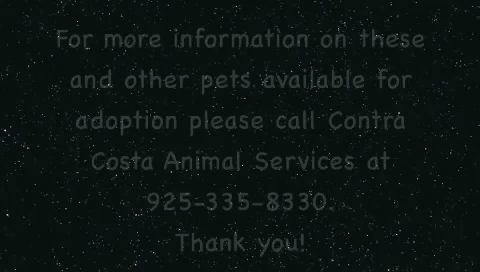 For more information on these
and other pets available for
adoption please call Contra
Costa Animal Services at
925-335-8330.
Thank you!